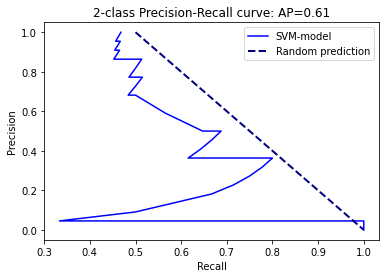 2-class Precision-Recall curve: AP=0.61
SVM-model
Random prediction
Precision
1.0
0.8
0.6
0.4
0.2
0.0
0.3 0.4 0.5 0.6 0.7 0.8 0.9 1.0
Recall